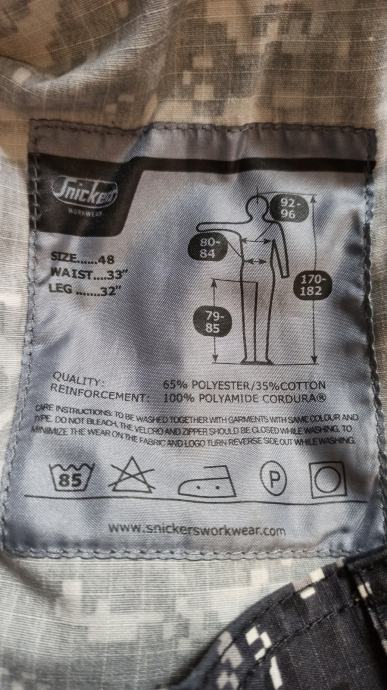 Snickers
WORKWEAR
92-
96
80-
84
SIZE......48
WAIST....33"
LEG .......32"
170-
182
79-
85
QUALITY: 65% POLYESTER/35%COTTON
REINFORCEMENT: 100% POLYAMIDE CORDURA®
CARE INSTRUCTIONS: TO BE WASHED TOGETHER WITH GARMENTS WITH SAME COLOUR AND
TYPE. DO NOT BLEACH. THE VELCRO AND ZIPPER SHOULD BE CLOSED WHILE WASHING, TO
MINIMIZE THE WEAR ON THE FABRIC AND LOGO TURN REVERSE SIDE OUT WHILE WASHING.
85 P
www.snickersworkwear.com